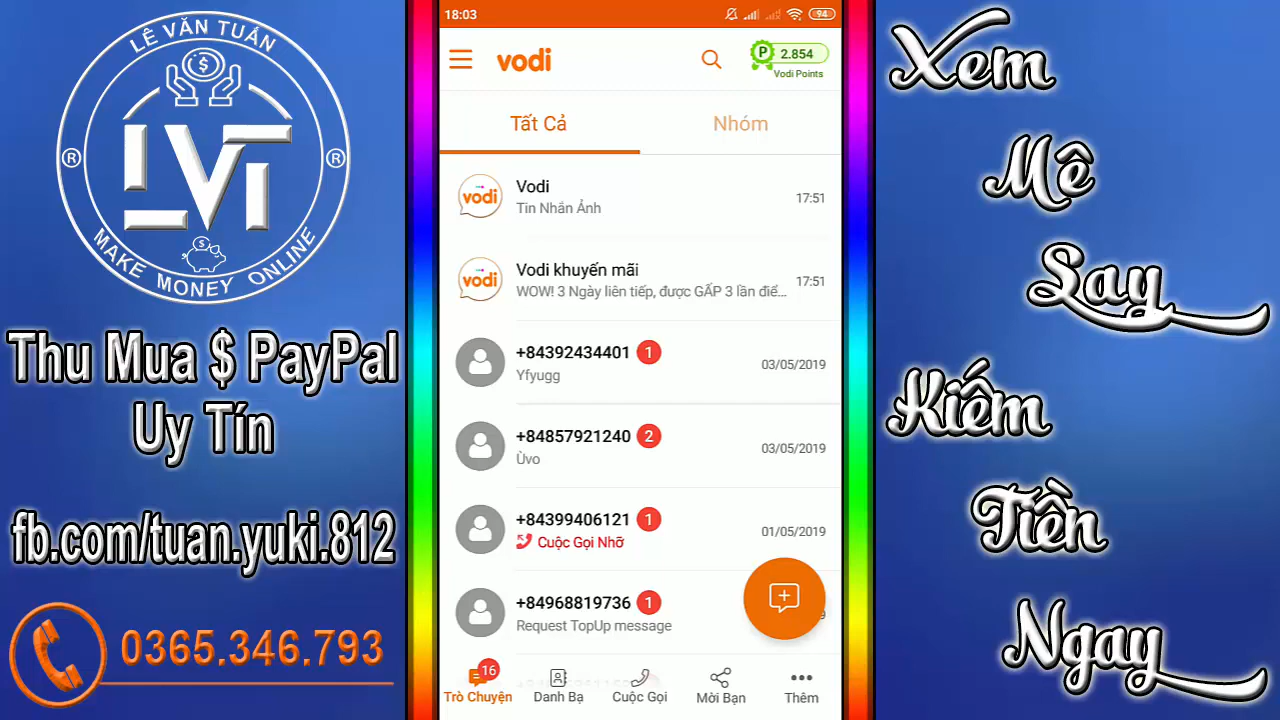 LÊ VĂN TUẤN
LVT
MAKE MONEY ONLINE
® ®
Thu Mua $ PayPal
Uy Tín
fb.com/tuan.yuki.812
0365.346.793
18:03
94
vodi
P 2.854
Vodi Points
Tất Cả
Nhóm
vodi
Vodi
Tin Nhắn Ảnh
17:51
vodi
Vodi khuyến mãi
WOW! 3 Ngày liên tiếp, được GẤP 3 lần điể...
17:51
+84392434401 1
Yfyugg
03/05/2019
+84857921240 2
Ùvo
03/05/2019
+84399406121 1
Cuộc Gọi Nhỡ
01/05/2019
+84968819736 1
Request TopUp message
16
Trò Chuyện
Danh Bạ
Cuộc Gọi
Mời Bạn
Thêm
Xem
Mê
Say
Kiếm
Tiền
Ngay